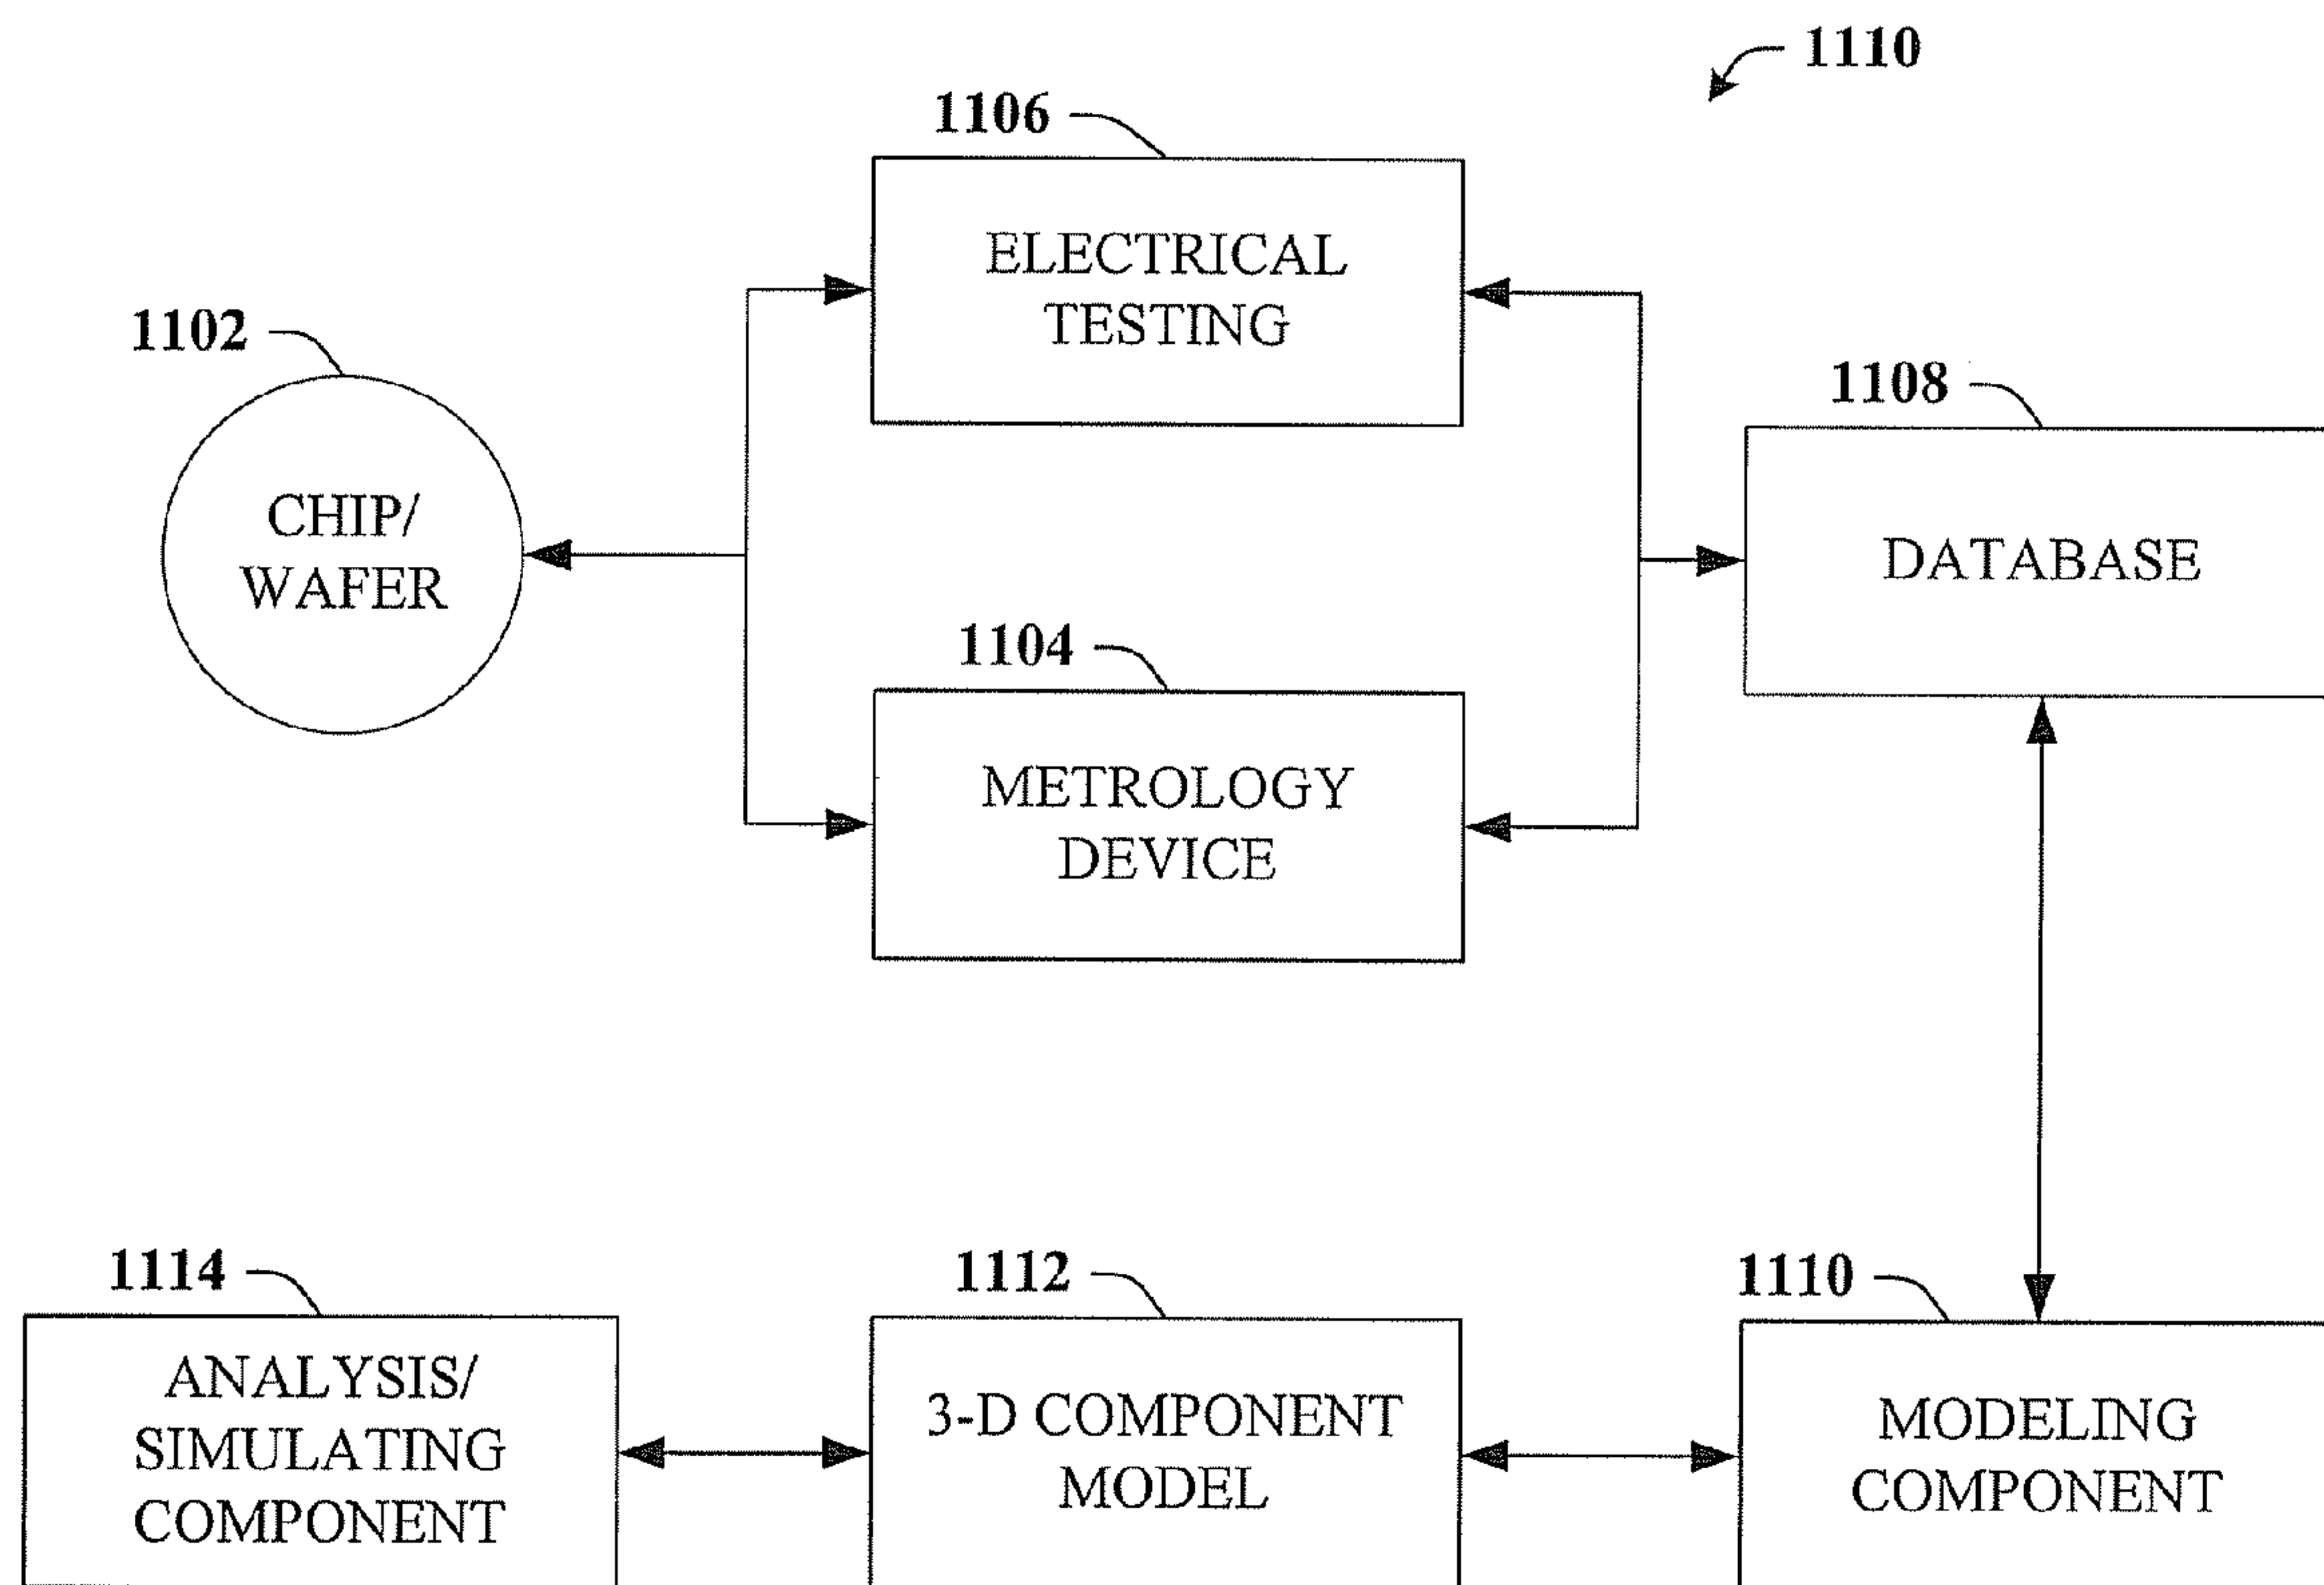 1110
1106
ELECTRICAL
TESTING
1102
CHIP/
WAFER
1108
DATABASE
1104
METROLOGY
DEVICE
1114
ANALYSIS/
SIMULATING
COMPONENT
1112
3-D COMPONENT
MODEL
1110
MODELING
COMPONENT